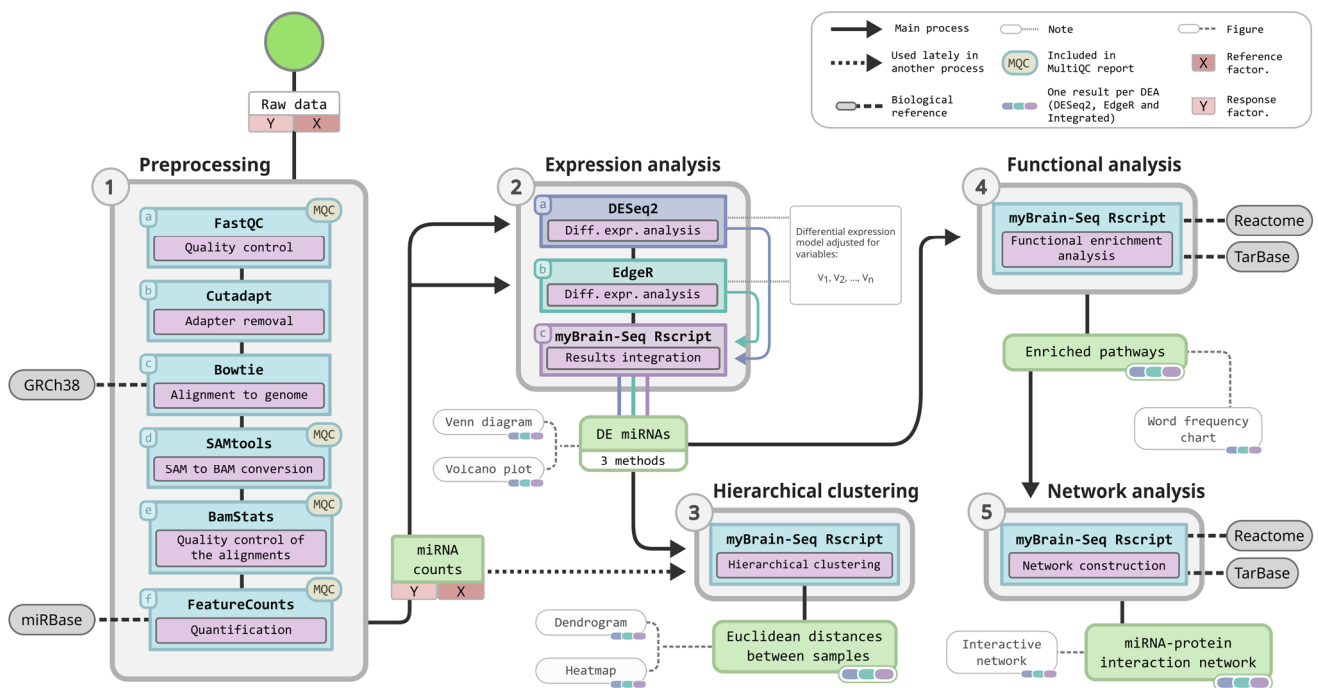 Raw data
Y X
Main process
Used lately in
another process
Biological
reference
Note
MQC
Included in
MultiQC report
One result per DEA
(DESeq2, EdgeR and
Integrated)
Figure
X
Reference
factor.
Y
Response
factor.
1
Preprocessing
a
FastQC
MQC
Quality control
b
Cutadapt
Adapter removal
c
Bowtie
Alignment to genome
GRCh38
d
SAMtools
MQC
SAM to BAM conversion
e
BamStats
MQC
Quality control of
the alignments
f
FeatureCounts
MQC
Quantification
miRBase
miRNA
counts
Y X
2
Expression analysis
a
DESeq2
Diff. expr. analysis
b
EdgeR
Diff. expr. analysis
c
myBrain-Seq Rscript
Results integration
Differential expression
model adjusted for
variables:
V1, V2, ..., Vn
Venn diagram
Volcano plot
DE miRNAs
3 methods
3
Hierarchical clustering
myBrain-Seq Rscript
Hierarchical clustering
Euclidean distances
between samples
Dendrogram
Heatmap
4
Functional analysis
myBrain-Seq Rscript
Functional enrichment
analysis
Reactome
TarBase
Enriched pathways
Word frequency
chart
5
Network analysis
myBrain-Seq Rscript
Network construction
Reactome
TarBase
Interactive
network
miRNA-protein
interaction network